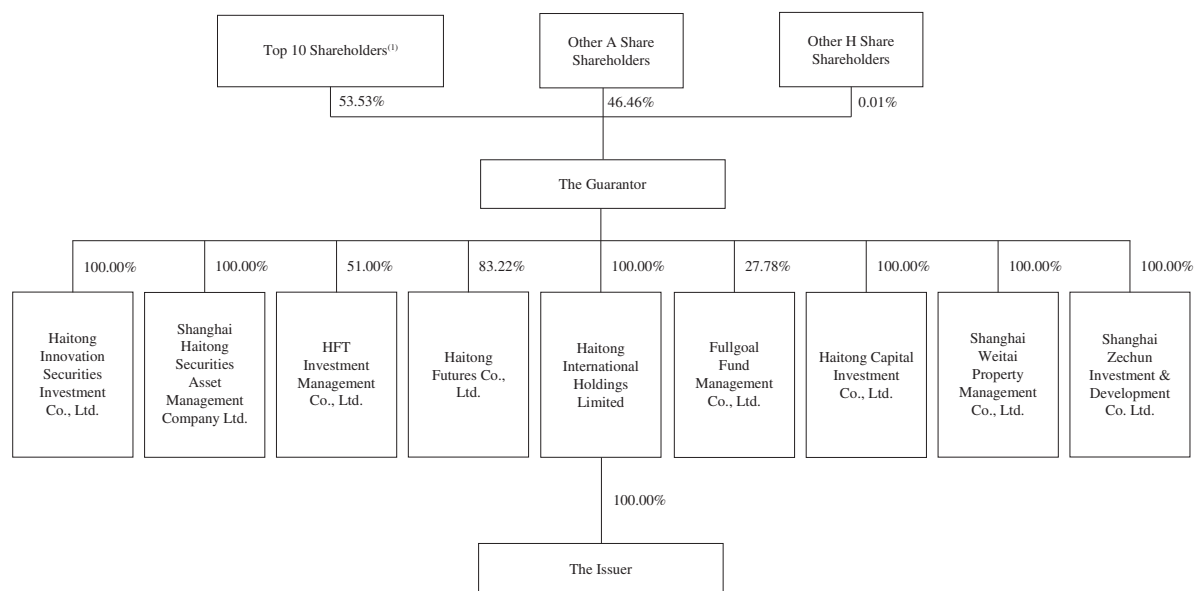 Top 10 Shareholders(1)
Other A Share
Shareholders
Other H Share
Shareholders
53.53%
46.46%
0.01%
The Guarantor
100.00%
100.00%
51.00%
83.22%
100.00%
27.78%
100.00%
100.00%
100.00%
Haitong
Innovation
Securities
Investment
Co., Ltd.
Shanghai
Haitong
Securities
Asset
Management
Company Ltd.
HFT
Investment
Management
Co., Ltd.
Haitong
Futures Co.,
Ltd.
Haitong
International
Holdings
Limited
Fullgoal
Fund
Management
Co., Ltd.
Haitong Capital
Investment
Co., Ltd.
Shanghai
Weitai
Property
Management
Co., Ltd.
Shanghai
Zechun
Investment &
Development
Co. Ltd.
100.00%
The Issuer